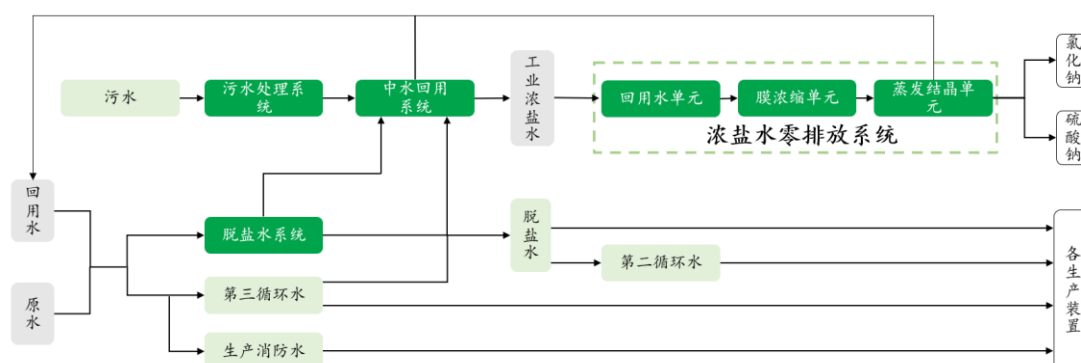 污水
污水处理系统
中水回用系统
工业浓盐水
回用水单元
膜浓缩单元
蒸发结晶单元
浓盐水零排放系统
氯化钠
硫酸钠
回用水
原水
脱盐水系统
脱盐水
第二循环水
第三循环水
生产消防水
各生产装置